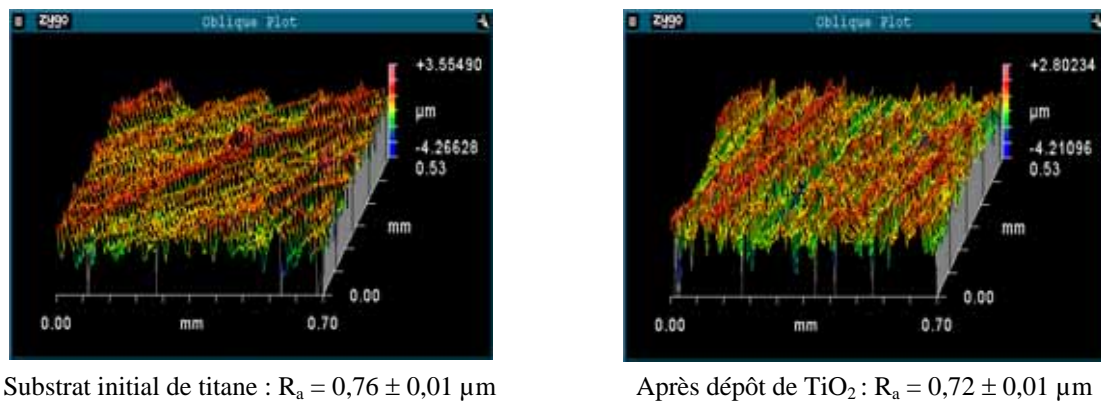 zygo Oblique Plot
+3.55490
µm
-4.26628
0.53
mm
0.00
0.00 mm 0.70
zygo Oblique Plot
+2.80234
µm
-4.21096
0.53
mm
0.00
0.00 mm 0.70
Substrat initial de titane : Ra = 0,76 ± 0,01 µm
Après dépôt de TiO2 : Ra = 0,72 ± 0,01 µm